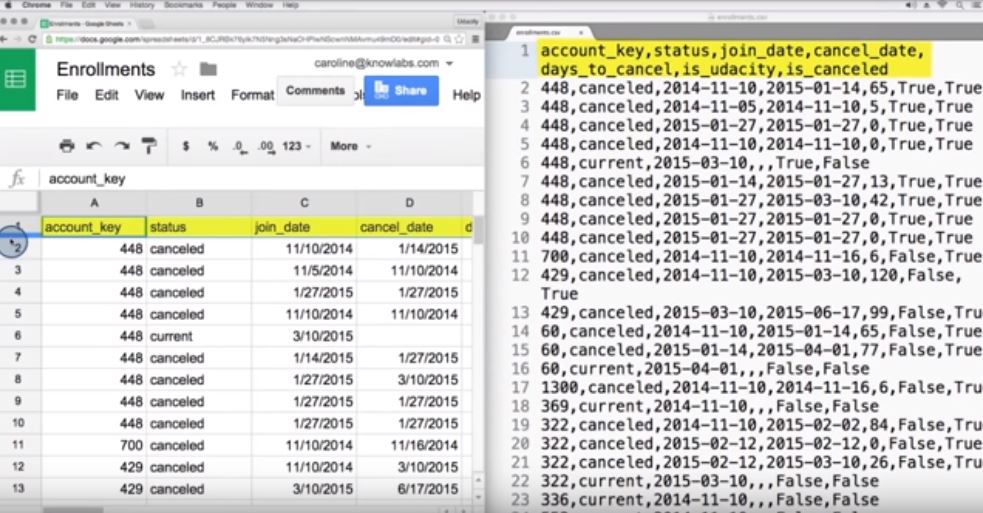 Chrome File Edit View History Bookmarks People Window Help
Enrollments - Google Sheets
Udacity
Enrollments
caroline@knowlabs.com
File Edit View Insert Format
Comments
Share
Help
$ % .0 .00 123
More
fx account_key
A B C D
1 account_key status join_date cancel_date d
2 448 canceled 11/10/2014 1/14/2015
3 448 canceled 11/5/2014 11/10/2014
4 448 canceled 1/27/2015 1/27/2015
5 448 canceled 11/10/2014 11/10/2014
6 448 current 3/10/2015
7 448 canceled 1/14/2015 1/27/2015
8 448 canceled 1/27/2015 3/10/2015
9 448 canceled 1/27/2015 1/27/2015
10 448 canceled 1/27/2015 1/27/2015
11 700 canceled 11/10/2014 11/16/2014
12 429 canceled 11/10/2014 3/10/2015
13 429 canceled 3/10/2015 6/17/2015
enrollments.csv
enrollments.csv
1 account_key,status,join_date,cancel_date,
days_to_cancel,is_udacity,is_canceled
2 448,canceled,2014-11-10,2015-01-14,65,True,True
3 448,canceled,2014-11-05,2014-11-10,5,True,True
4 448,canceled,2015-01-27,2015-01-27,0,True,True
5 448,canceled,2014-11-10,2014-11-10,0,True,True
6 448,current,2015-03-10,,,True,False
7 448,canceled,2015-01-14,2015-01-27,13,True,True
8 448,canceled,2015-01-27,2015-03-10,42,True,True
9 448,canceled,2015-01-27,2015-01-27,0,True,True
10 448,canceled,2015-01-27,2015-01-27,0,True,True
11 700,canceled,2014-11-10,2014-11-16,6,False,True
12 429,canceled,2014-11-10,2015-03-10,120,False,
True
13 429,canceled,2015-03-10,2015-06-17,99,False,Tru
14 60,canceled,2014-11-10,2015-01-14,65,False,True
15 60,canceled,2015-01-14,2015-04-01,77,False,True
16 60,current,2015-04-01,,,False,False
17 1300,canceled,2014-11-10,2014-11-16,6,False,Tru
18 369,current,2014-11-10,,,False,False
19 322,canceled,2014-11-10,2015-02-02,84,False,Tru
20 322,canceled,2015-02-12,2015-02-12,0,False,True
21 322,canceled,2015-02-12,2015-03-10,26,False,Tru
22 322,current,2015-03-10,,,False,False
23 336,current,2014-11-10,,,False,False